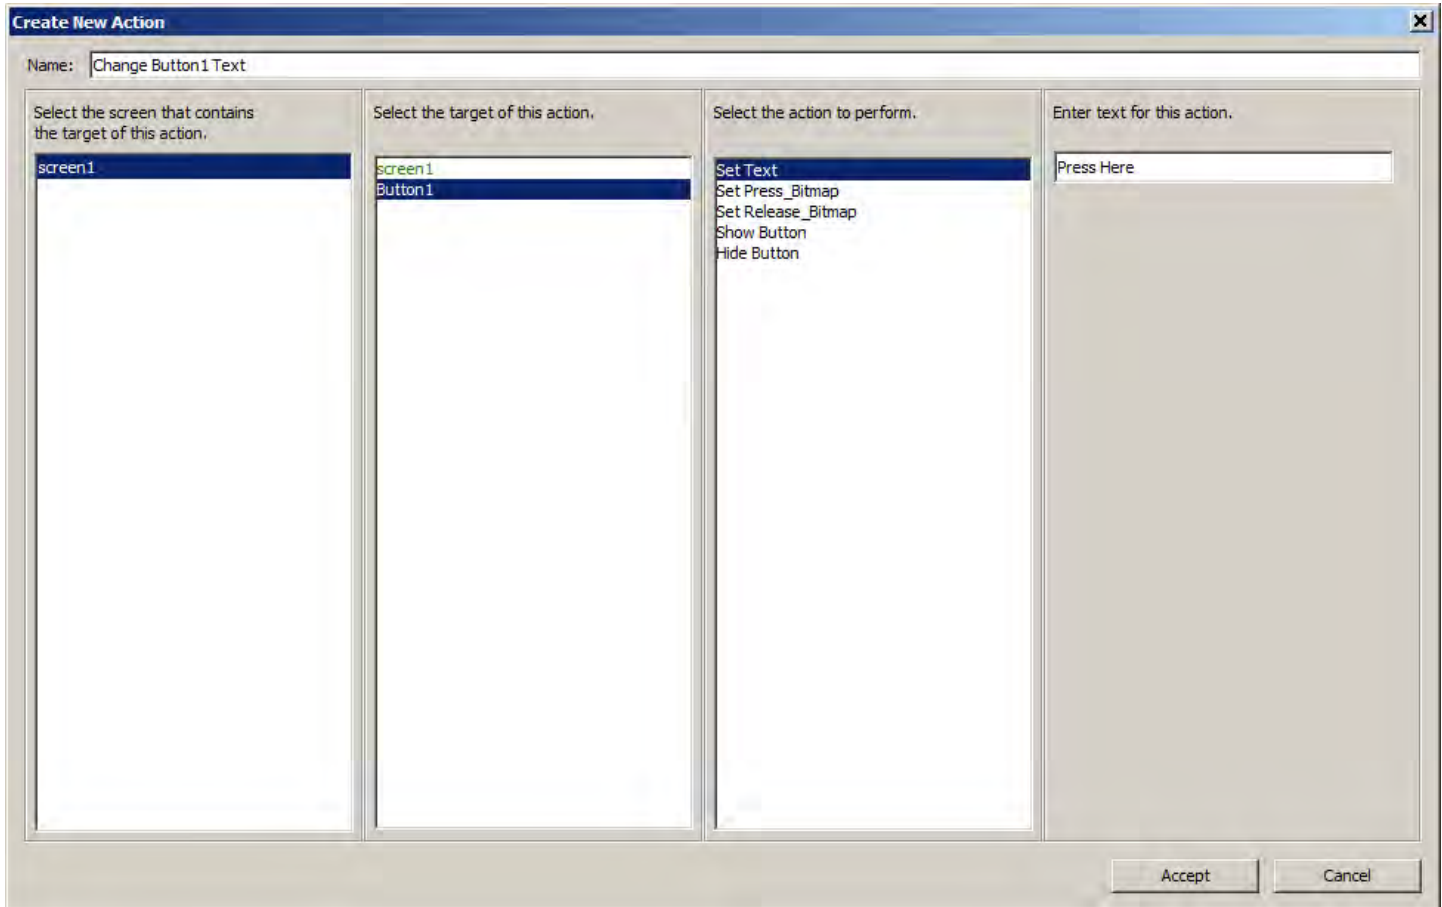 Create New Action
Name: Change Button1 Text
Select the screen that contains
the target of this action.
screen1
Select the target of this action.
screen1
Button1
Select the action to perform.
Set Text
Set Press_Bitmap
Set Release_Bitmap
Show Button
Hide Button
Enter text for this action.
Press Here
Accept
Cancel